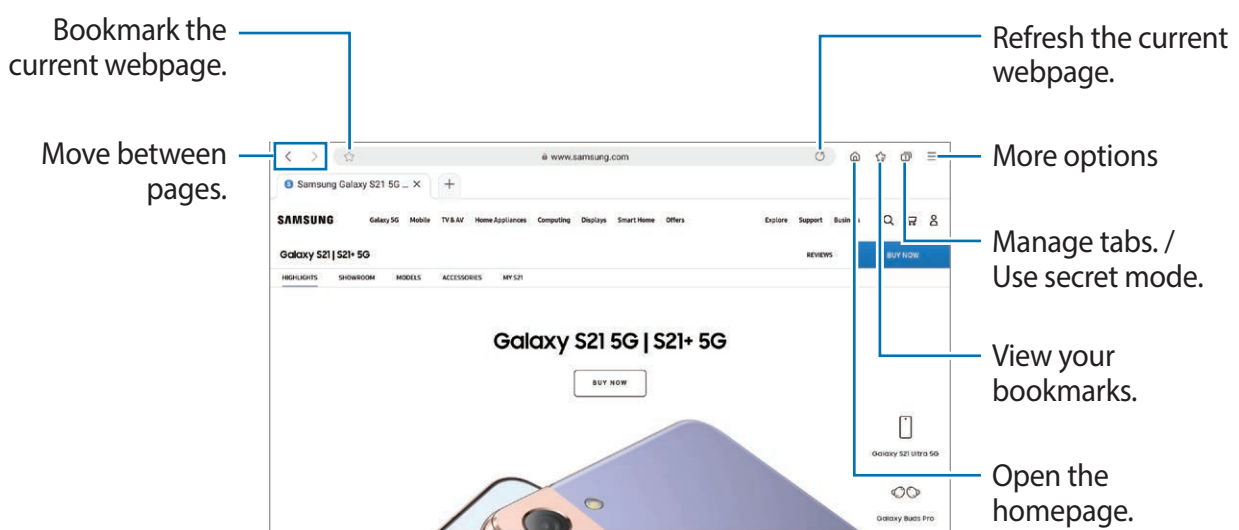 Bookmark the
current webpage.
Refresh the current
webpage.
Move between
pages.
www.samsung.com
More options
Samsung Galaxy S21 5G ...
SAMSUNG Galaxy 5G Mobile TV & AV Home Appliances Computing Displays Smart Home Offers Explore Support Busin
Manage tabs. /
Use secret mode.
Galaxy S21 | S21+ 5G REVIEWS BUY NOW
HIGHLIGHTS SHOWROOM MODELS ACCESSORIES MY S21
Galaxy S21 5G | S21+ 5G
BUY NOW
View your
bookmarks.
Galaxy S21 Ultra 5G
Open the
homepage.
Galaxy Buds Pro